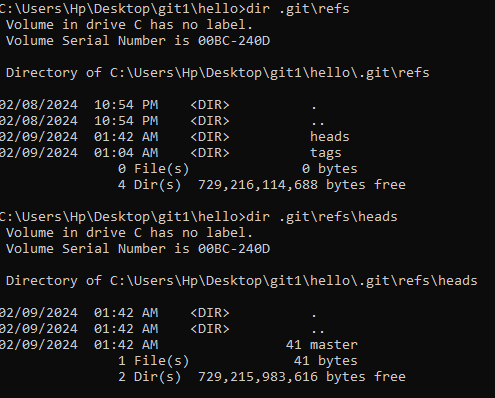 C:\Users\Hp\Desktop\git1\hello>dir .git\refs
 Volume in drive C has no label.
 Volume Serial Number is 00BC-240D

 Directory of C:\Users\Hp\Desktop\git1\hello\.git\refs

02/08/2024  10:54 PM    <DIR>          .
02/08/2024  10:54 PM    <DIR>          ..
02/09/2024  01:42 AM    <DIR>          heads
02/09/2024  01:04 AM    <DIR>          tags
               0 File(s)              0 bytes
               4 Dir(s)  729,216,114,688 bytes free

C:\Users\Hp\Desktop\git1\hello>dir .git\refs\heads
 Volume in drive C has no label.
 Volume Serial Number is 00BC-240D

 Directory of C:\Users\Hp\Desktop\git1\hello\.git\refs\heads

02/09/2024  01:42 AM    <DIR>          .
02/09/2024  01:42 AM    <DIR>          ..
02/09/2024  01:42 AM                41 master
               1 File(s)             41 bytes
               2 Dir(s)  729,215,983,616 bytes free